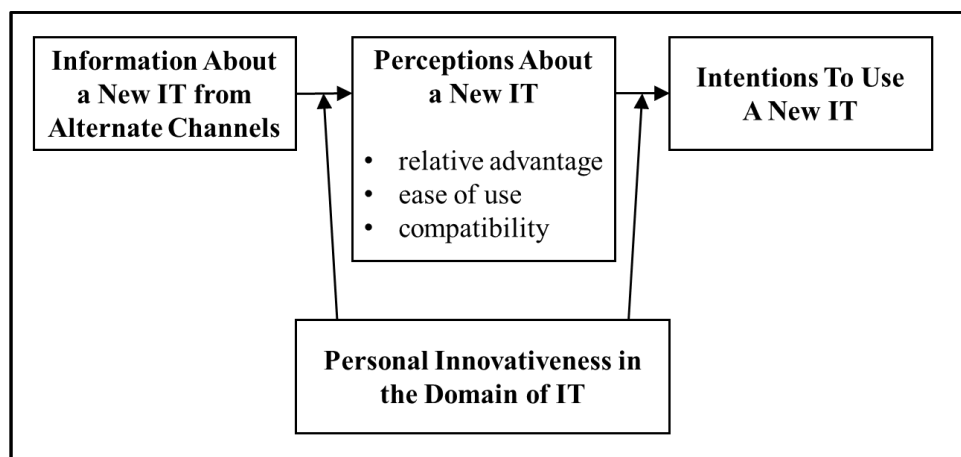 Information About
a New IT from
Alternate Channels
Perceptions About
a New IT
• relative advantage
• ease of use
• compatibility
Intentions To Use
A New IT
Personal Innovativeness in
the Domain of IT